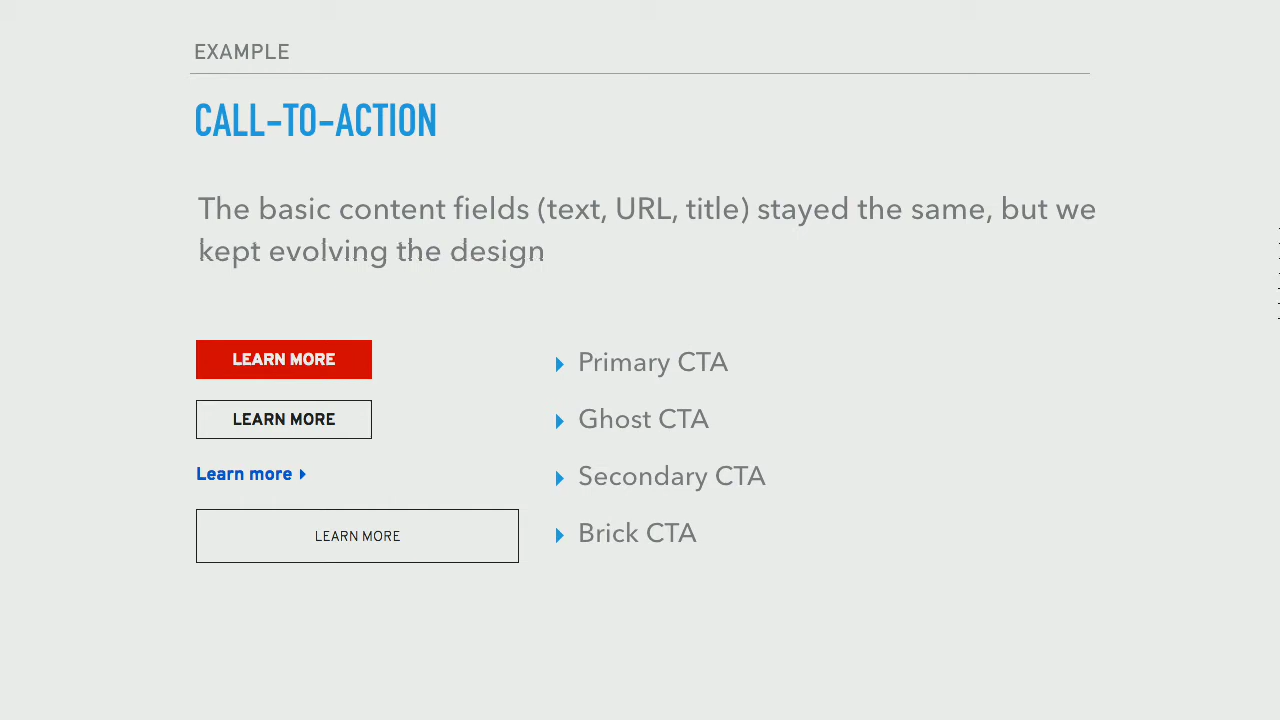 EXAMPLE
CALL-TO-ACTION
The basic content fields (text, URL, title) stayed the same, but we
kept evolving the design
LEARN MORE
Primary CTA
LEARN MORE
Ghost CTA
Learn more
Secondary CTA
LEARN MORE
Brick CTA